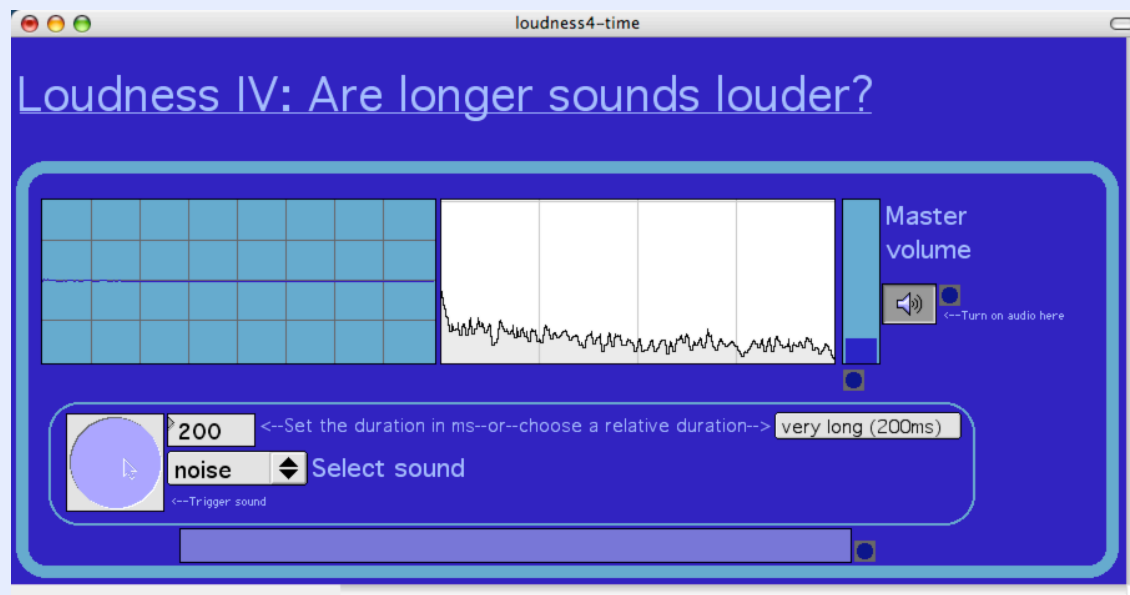 loudness4-time
Loudness IV: Are longer sounds louder?
Master
volume
<--Turn on audio here
200
<--Set the duration in ms--or--choose a relative duration-->
very long (200ms)
noise
Select sound
<--Trigger sound